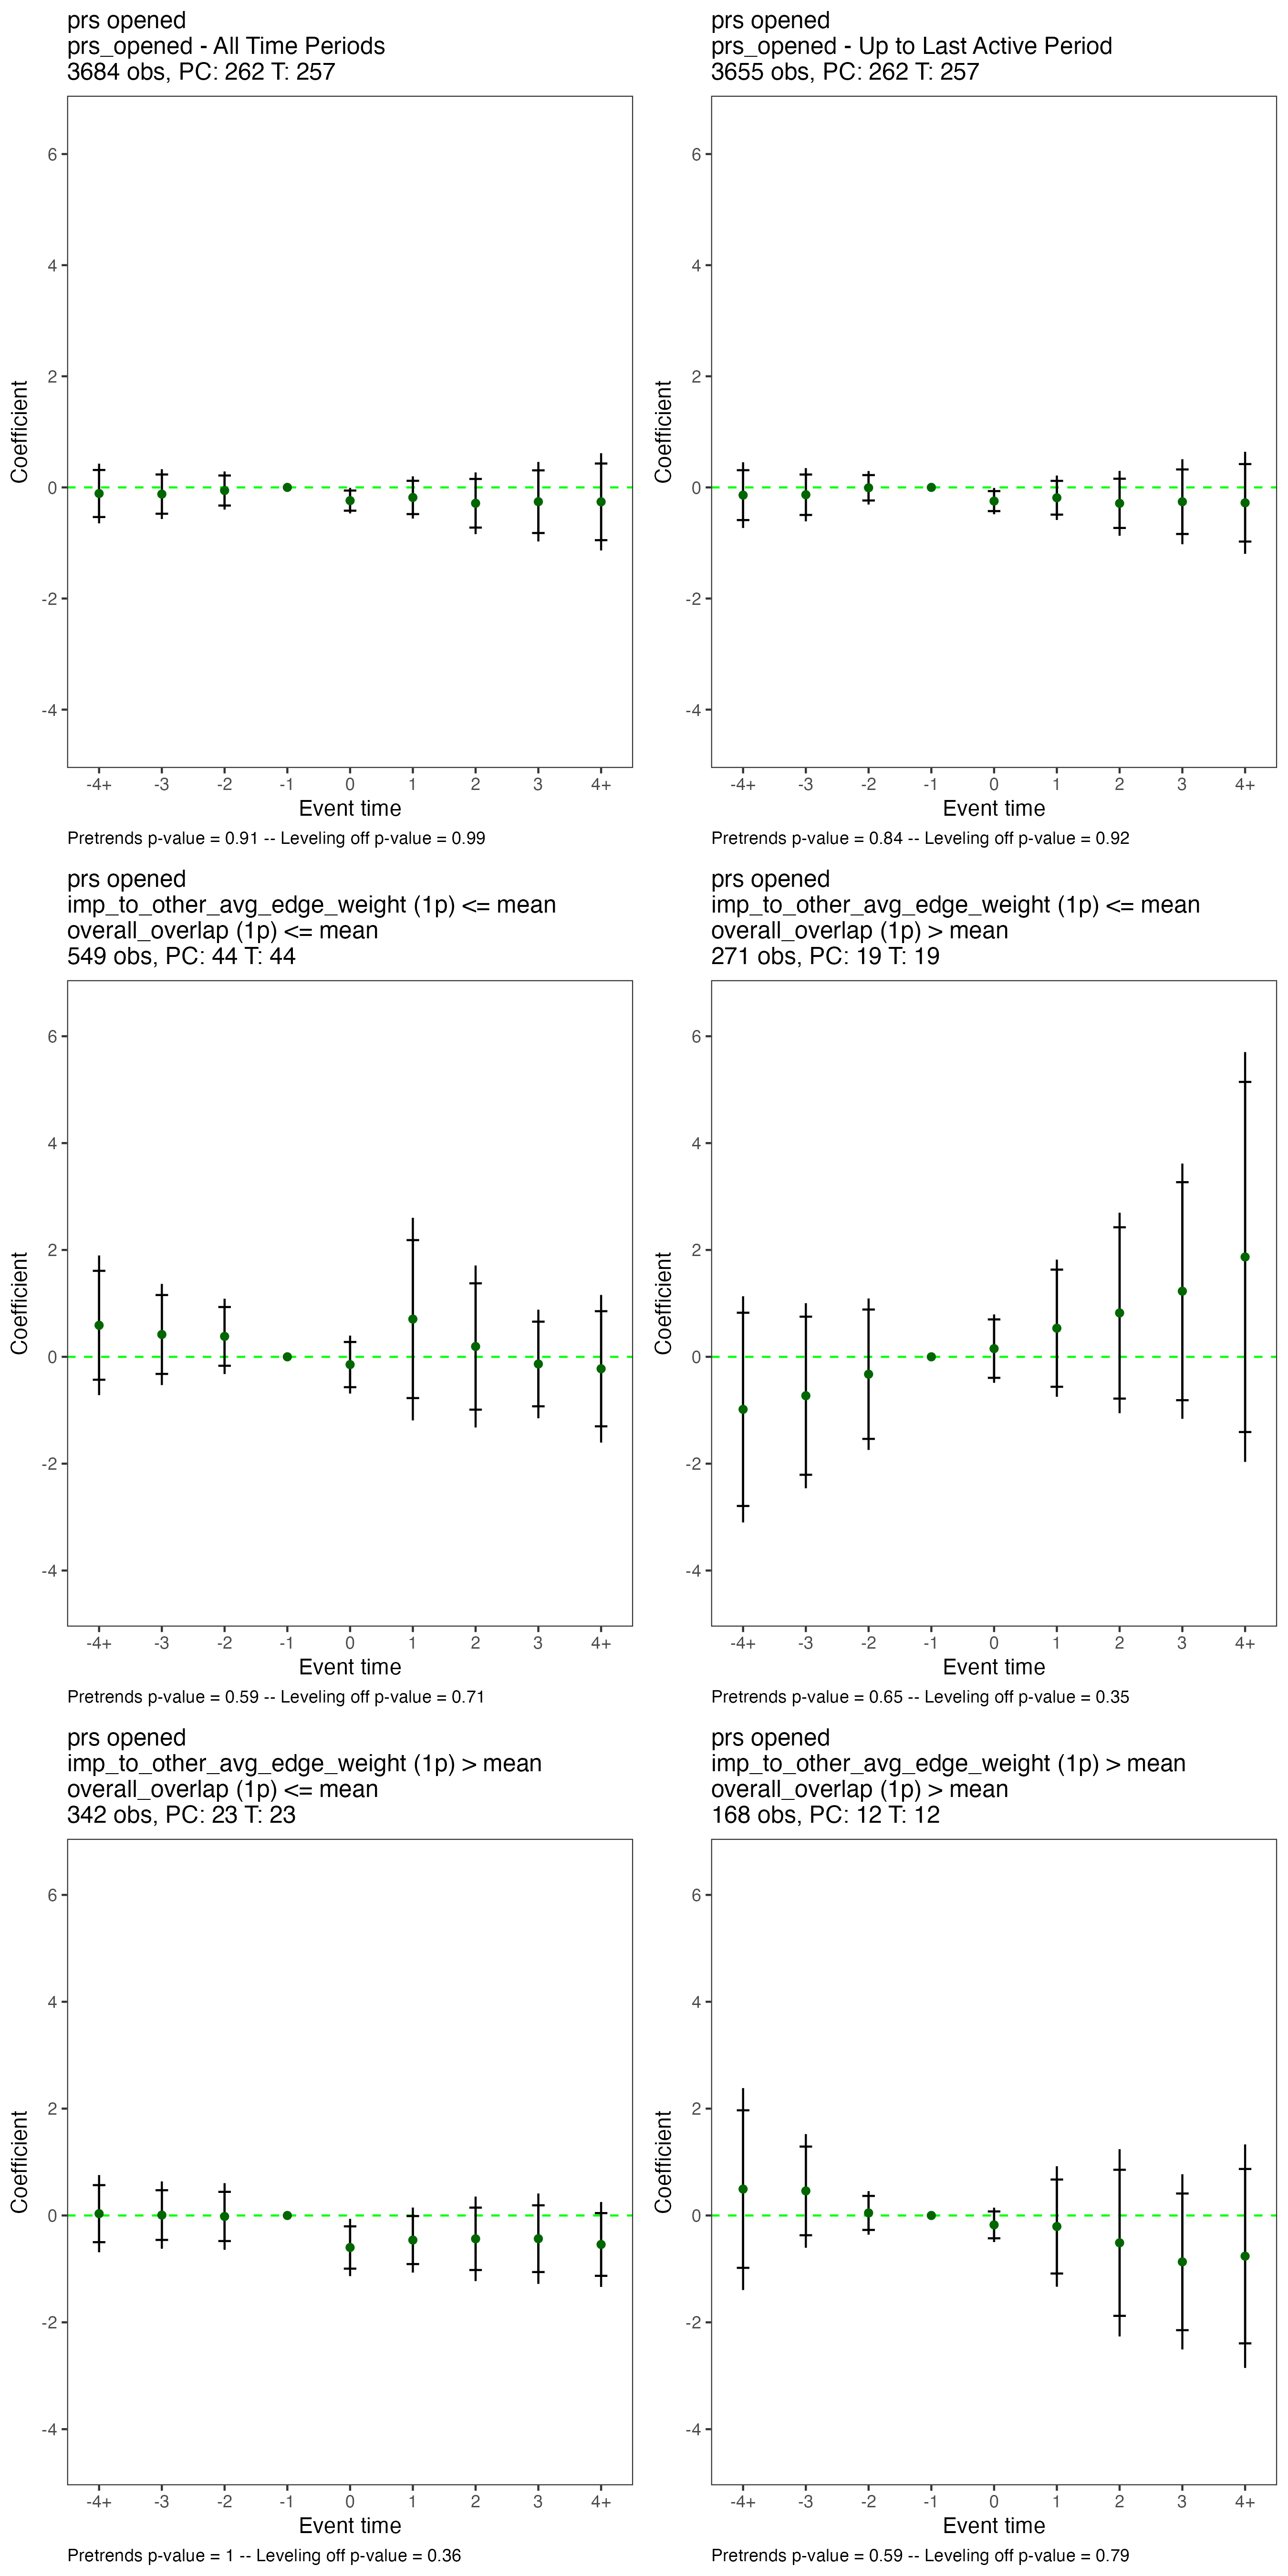 prs opened
prs_opened - All Time Periods
3684 obs, PC: 262 T: 257
6
4
2
0
-2
-4
Coefficient
-4+ -3 -2 -1 0 1 2 3 4+
Event time
Pretrends p-value = 0.91 -- Leveling off p-value = 0.99
prs opened
prs_opened - Up to Last Active Period
3655 obs, PC: 262 T: 257
6
4
2
0
-2
-4
Coefficient
-4+ -3 -2 -1 0 1 2 3 4+
Event time
Pretrends p-value = 0.84 -- Leveling off p-value = 0.92
prs opened
imp_to_other_avg_edge_weight (1p) <= mean
overall_overlap (1p) <= mean
549 obs, PC: 44 T: 44
6
4
2
0
-2
-4
Coefficient
-4+ -3 -2 -1 0 1 2 3 4+
Event time
Pretrends p-value = 0.59 -- Leveling off p-value = 0.71
prs opened
imp_to_other_avg_edge_weight (1p) <= mean
overall_overlap (1p) > mean
271 obs, PC: 19 T: 19
6
4
2
0
-2
-4
Coefficient
-4+ -3 -2 -1 0 1 2 3 4+
Event time
Pretrends p-value = 0.65 -- Leveling off p-value = 0.35
prs opened
imp_to_other_avg_edge_weight (1p) > mean
overall_overlap (1p) <= mean
342 obs, PC: 23 T: 23
6
4
2
0
-2
-4
Coefficient
-4+ -3 -2 -1 0 1 2 3 4+
Event time
Pretrends p-value = 1 -- Leveling off p-value = 0.36
prs opened
imp_to_other_avg_edge_weight (1p) > mean
overall_overlap (1p) > mean
168 obs, PC: 12 T: 12
6
4
2
0
-2
-4
Coefficient
-4+ -3 -2 -1 0 1 2 3 4+
Event time
Pretrends p-value = 0.59 -- Leveling off p-value = 0.79